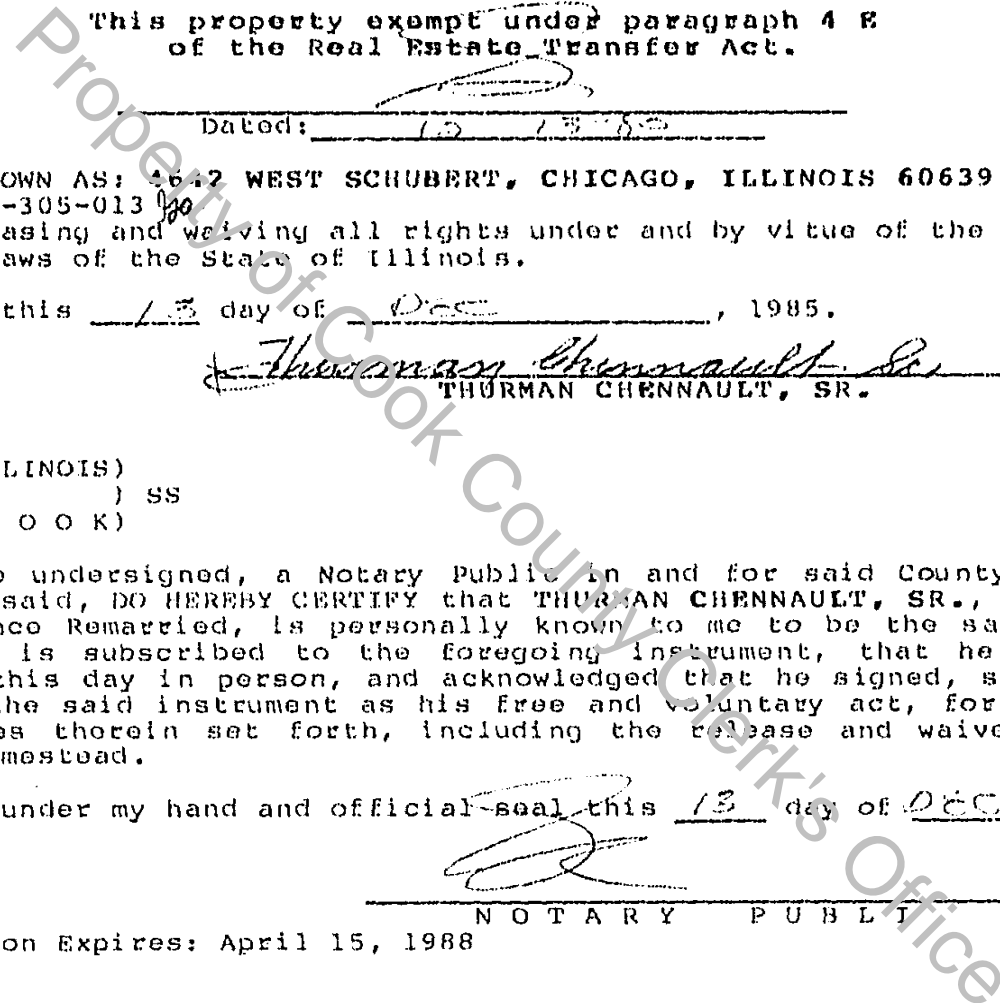 This property exempt under paragraph 4 E
of the Real Estate Transfer Act.
Dated:
OWN AS: 4642 WEST SCHUBERT, CHICAGO, ILLINOIS 60639
-305-013
asing and waiving all rights under and by vitue of the
aws of the State of Illinois.
this 13 day of Dec, 1985.
Thurman Chennault Sr.
THURMAN CHENNAULT, SR.
LINOIS)
) SS
O O K)
undersigned, a Notary Public in and for said County
said, DO HEREBY CERTIFY that THURMAN CHENNAULT, SR.,
nce Remarried, is personally known to me to be the sa
is subscribed to the foregoing instrument, that he
this day in person, and acknowledged that he signed, s
he said instrument as his free and voluntary act, for
es therein set forth, including the release and waive
mestead.
under my hand and official seal this 13 day of Dec
NOTARY PUBLI
on Expires: April 15, 1988
Property of Cook County Clerk's Office